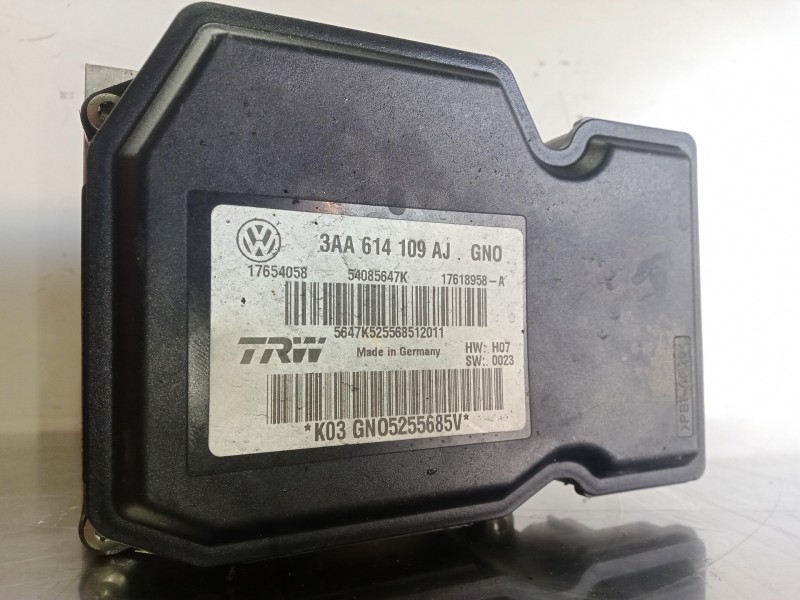 3AA 614 109 AJ GNO
17654058 54085647K 17618958-A
5647K525568512011
TRW Made in Germany HW: H07
SW: 0023
*K03 GNO5255685V*